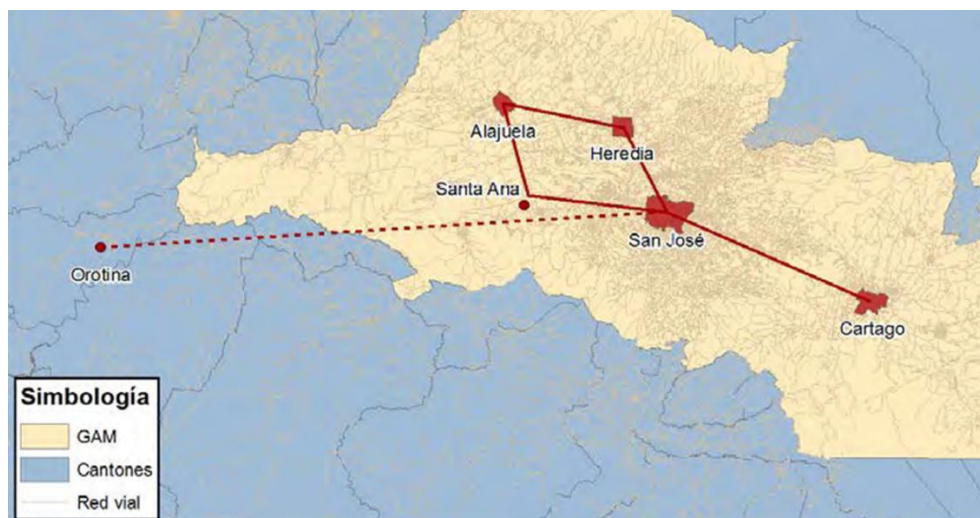 Alajuela
Heredia
Santa Ana
San José
Orotina
Cartago
Simbología
GAM
Cantones
Red vial